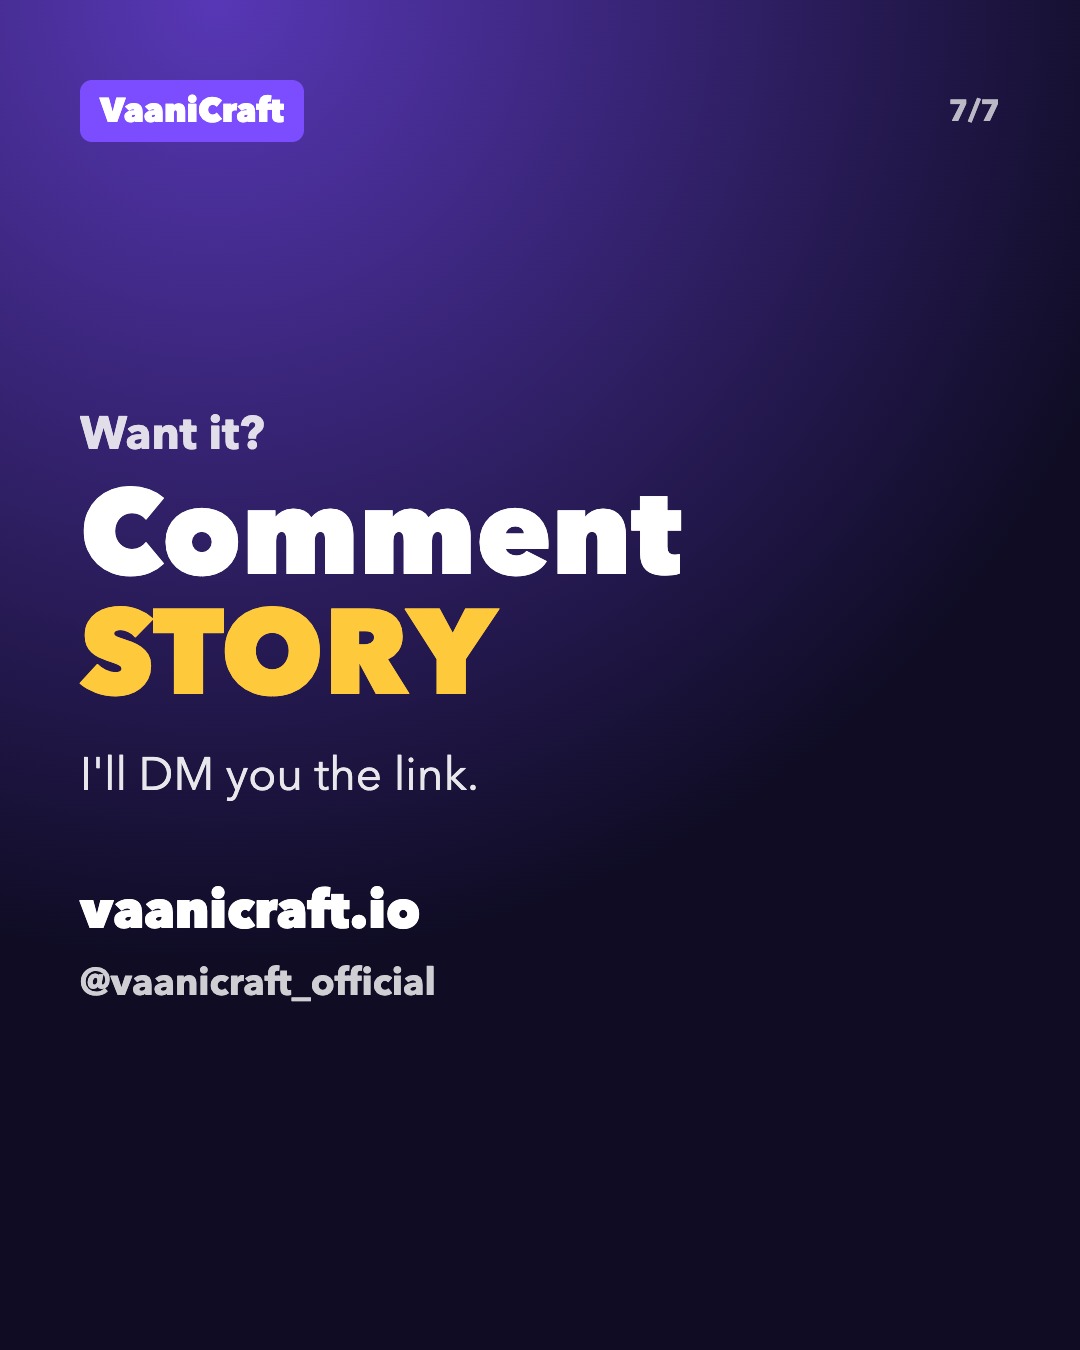 VaaniCraft
7/7
Want it?
Comment
STORY
I'll DM you the link.
vaanicraft.io
@vaanicraft_official